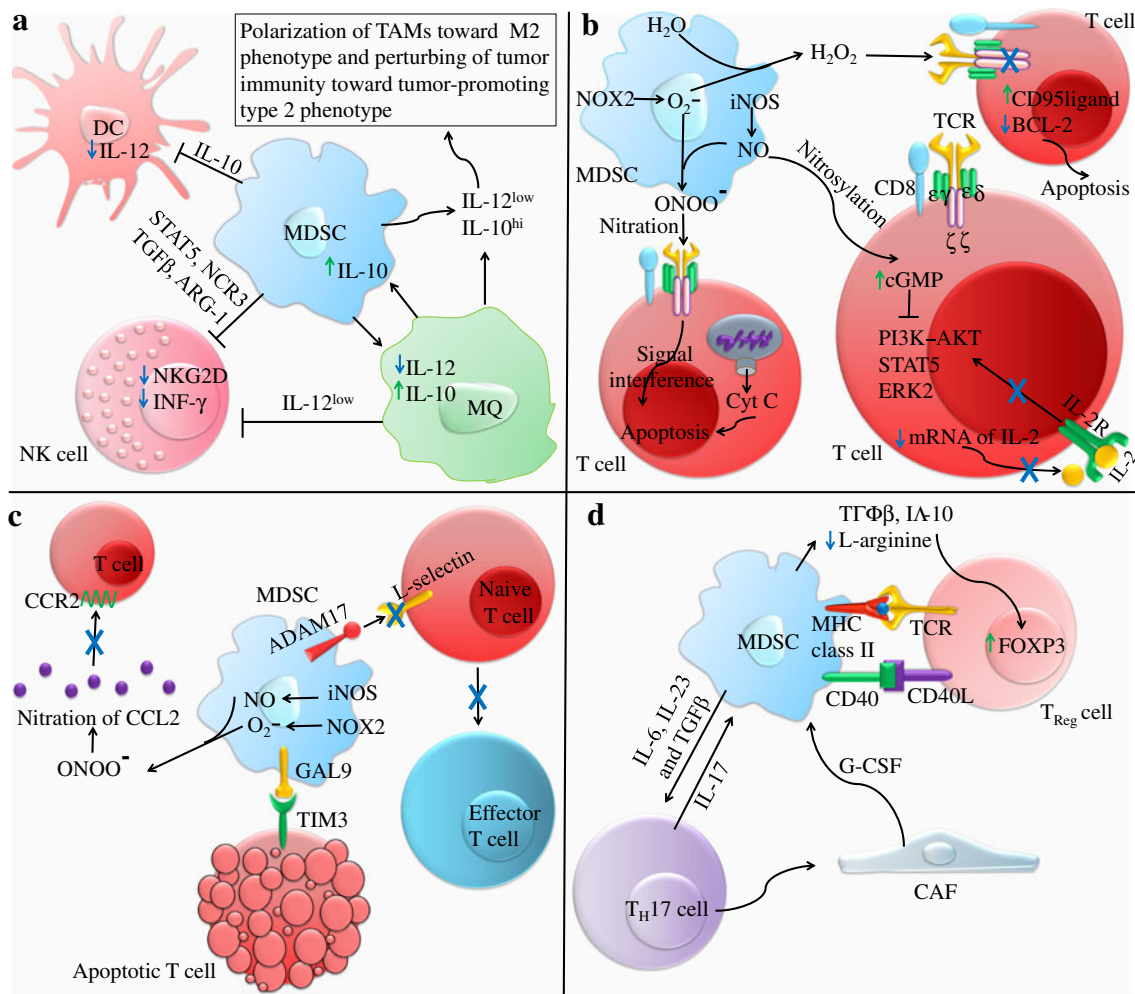 a
Polarization of TAMs toward M2
phenotype and perturbing of tumor
immunity toward tumor-promoting
type 2 phenotype
DC
IL-12
IL-10
MDSC
IL-10
IL-12low
IL-10hi
STAT5, NCR3
TGFβ, ARG-1
NKG2D
INF-γ
NK cell
IL-12low
IL-12
IL-10
MQ
b
H2O
H2O2
NOX2
O2–
iNOS
NO
MDSC
ONOO-
Nitration
Nitrosylation
T cell
CD95ligand
BCL-2
Apoptosis
TCR
CD8
εγ
εδ
ζζ
cGMP
PI3K–AKT
STAT5
ERK2
IL-2R
IL-2
mRNA of IL-2
T cell
Signal
interference
Cyt C
Apoptosis
T cell
c
T cell
CCR2
Nitration of CCL2
ONOO-
MDSC
ADAM17
L-selectin
Naive
T cell
NO
iNOS
O2–
NOX2
GAL9
TIM3
Effector
T cell
Apoptotic T cell
d
TΓΦβ, IΛ-10
L-arginine
MDSC
MHC
class II
TCR
FOXP3
CD40
CD40L
TReg cell
IL-6, IL-23
and TGFβ
IL-17
G-CSF
TH17 cell
CAF